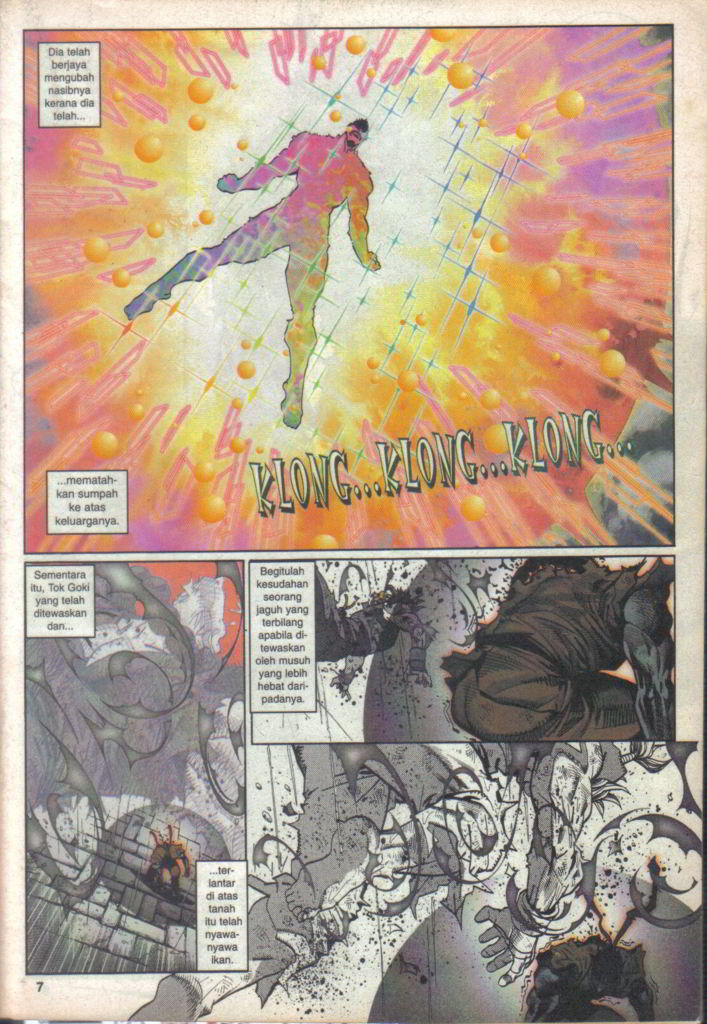 Dia telah
berjaya
mengubah
nasibnya
kerana dia
telah...
...mematah-
kan sumpah
ke atas
keluarganya.
KLONG...KLONG...KLONG...
Sementara
itu, Tok Goki
yang telah
ditewaskan
dan...
Begitulah
kesudahan
seorang
jaguh yang
terbilang
apabila di-
tewaskan
oleh musuh
yang lebih
hebat dari-
padanya.
...ter-
lantar
di atas
tanah
itu telah
nyawa-
nyawa
ikan.
7